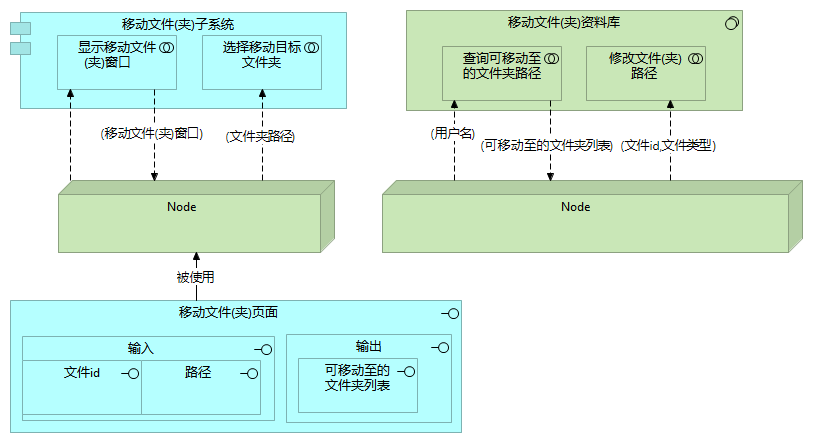 移动文件(夹)子系统
显示移动文件
(夹)窗口
选择移动目标
文件夹
(移动文件(夹)窗口)
(文件夹路径)
Node
被使用
移动文件(夹)页面
输入
文件id
路径
输出
可移动至的
文件夹列表
移动文件(夹)资料库
查询可移动至
的文件夹路径
修改文件(夹)
路径
(用户名)
(可移动至的文件夹列表)
(文件id,文件类型)
Node